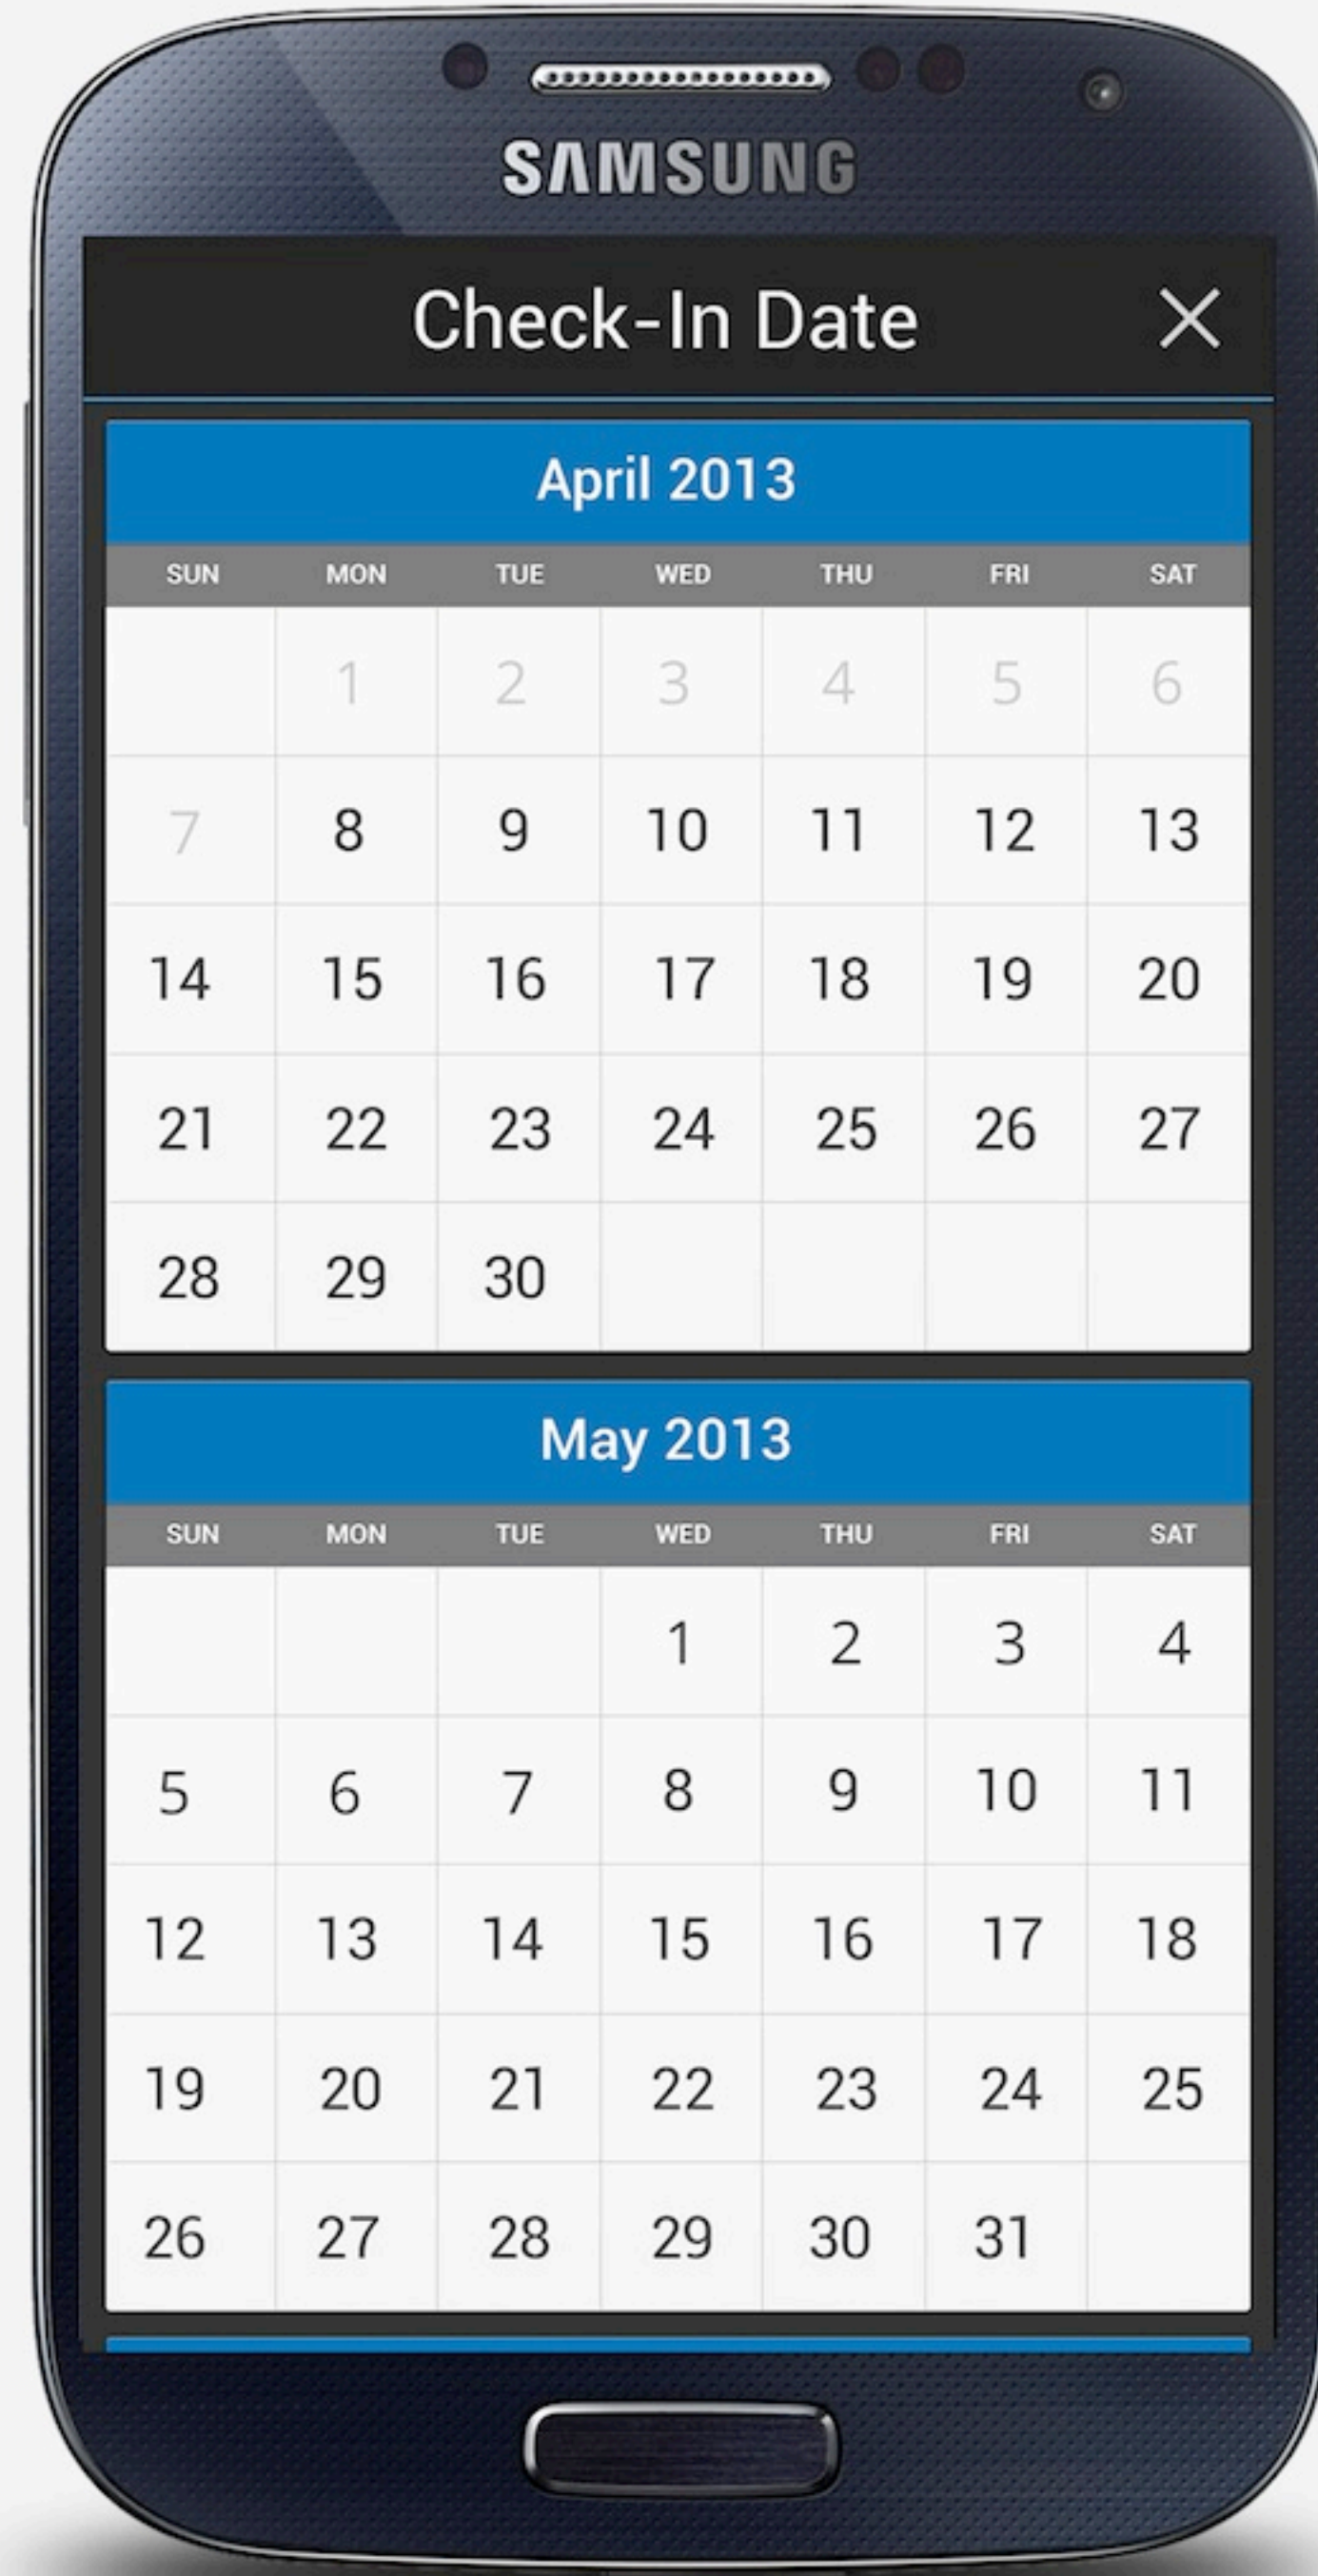 SAMSUNG
Check-In Date
April 2013
SUN MON TUE WED THU FRI SAT
1 2 3 4 5 6
7 8 9 10 11 12 13
14 15 16 17 18 19 20
21 22 23 24 25 26 27
28 29 30
May 2013
SUN MON TUE WED THU FRI SAT
1 2 3 4
5 6 7 8 9 10 11
12 13 14 15 16 17 18
19 20 21 22 23 24 25
26 27 28 29 30 31